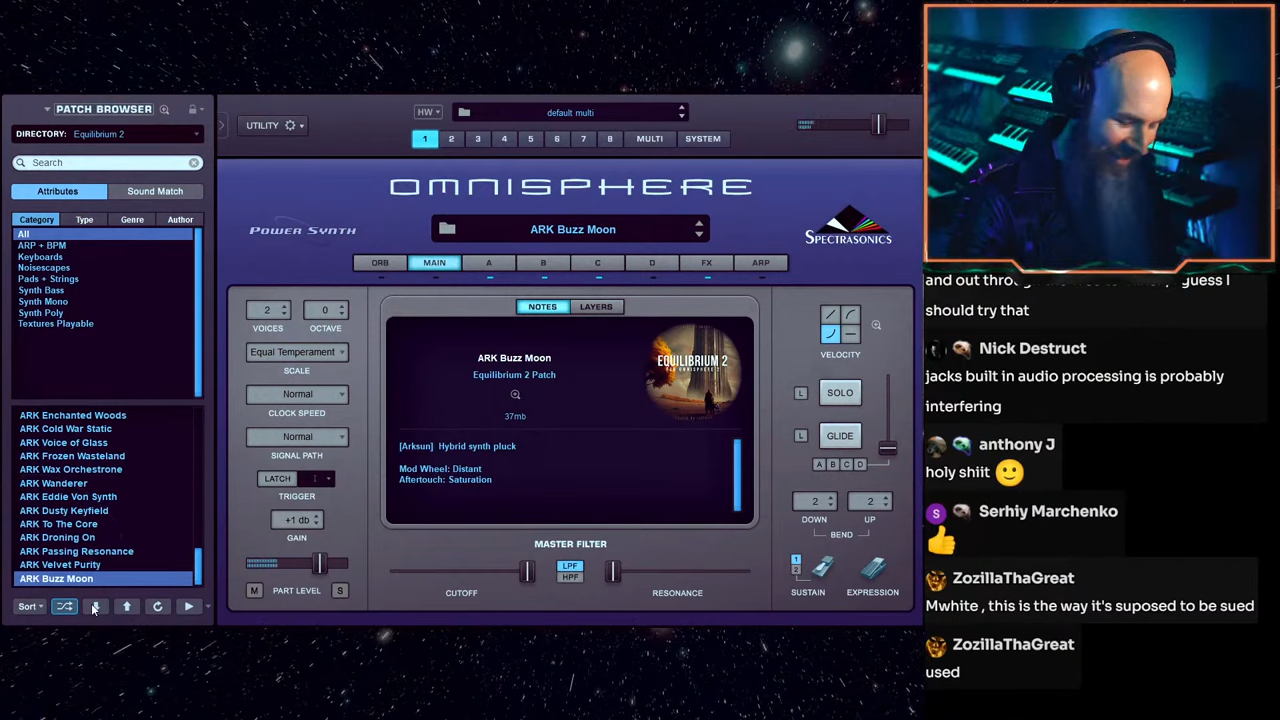 PATCH BROWSER
DIRECTORY: Equilibrium 2
Search
Attributes
Sound Match
Category Type Genre Author
All
ARP + BPM
Keyboards
Noisescapes
Pads + Strings
Synth Bass
Synth Mono
Synth Poly
Textures Playable
ARK Enchanted Woods
ARK Cold War Static
ARK Voice of Glass
ARK Frozen Wasteland
ARK Wax Orchestrone
ARK Wanderer
ARK Eddie Von Synth
ARK Dusty Keyfield
ARK To The Core
ARK Droning On
ARK Passing Resonance
ARK Velvet Purity
ARK Buzz Moon
Sort
UTILITY
HW
default multi
1 2 3 4 5 6 7 8 MULTI SYSTEM
OMNISPHERE
POWER SYNTH
ARK Buzz Moon
SPECTRASONICS
ORB MAIN A B C D FX ARP
2
VOICES
0
OCTAVE
Equal Temperament
SCALE
Normal
CLOCK SPEED
Normal
SIGNAL PATH
LATCH
TRIGGER
+1 db
GAIN
M PART LEVEL S
NOTES LAYERS
ARK Buzz Moon
Equilibrium 2 Patch
37mb
EQUILIBRIUM 2
[Arksun] Hybrid synth pluck
Mod Wheel: Distant
Aftertouch: Saturation
MASTER FILTER
LPF
HPF
CUTOFF
RESONANCE
VELOCITY
L SOLO
L GLIDE
A B C D
2 2
DOWN UP
BEND
1
2
SUSTAIN EXPRESSION
should try that
Nick Destruct
jacks built in audio processing is probably
interfering
anthony J
holy shiit
S Serhiy Marchenko
ZozillaThaGreat
Mwhite , this is the way it's suposed to be sued
ZozillaThaGreat
used